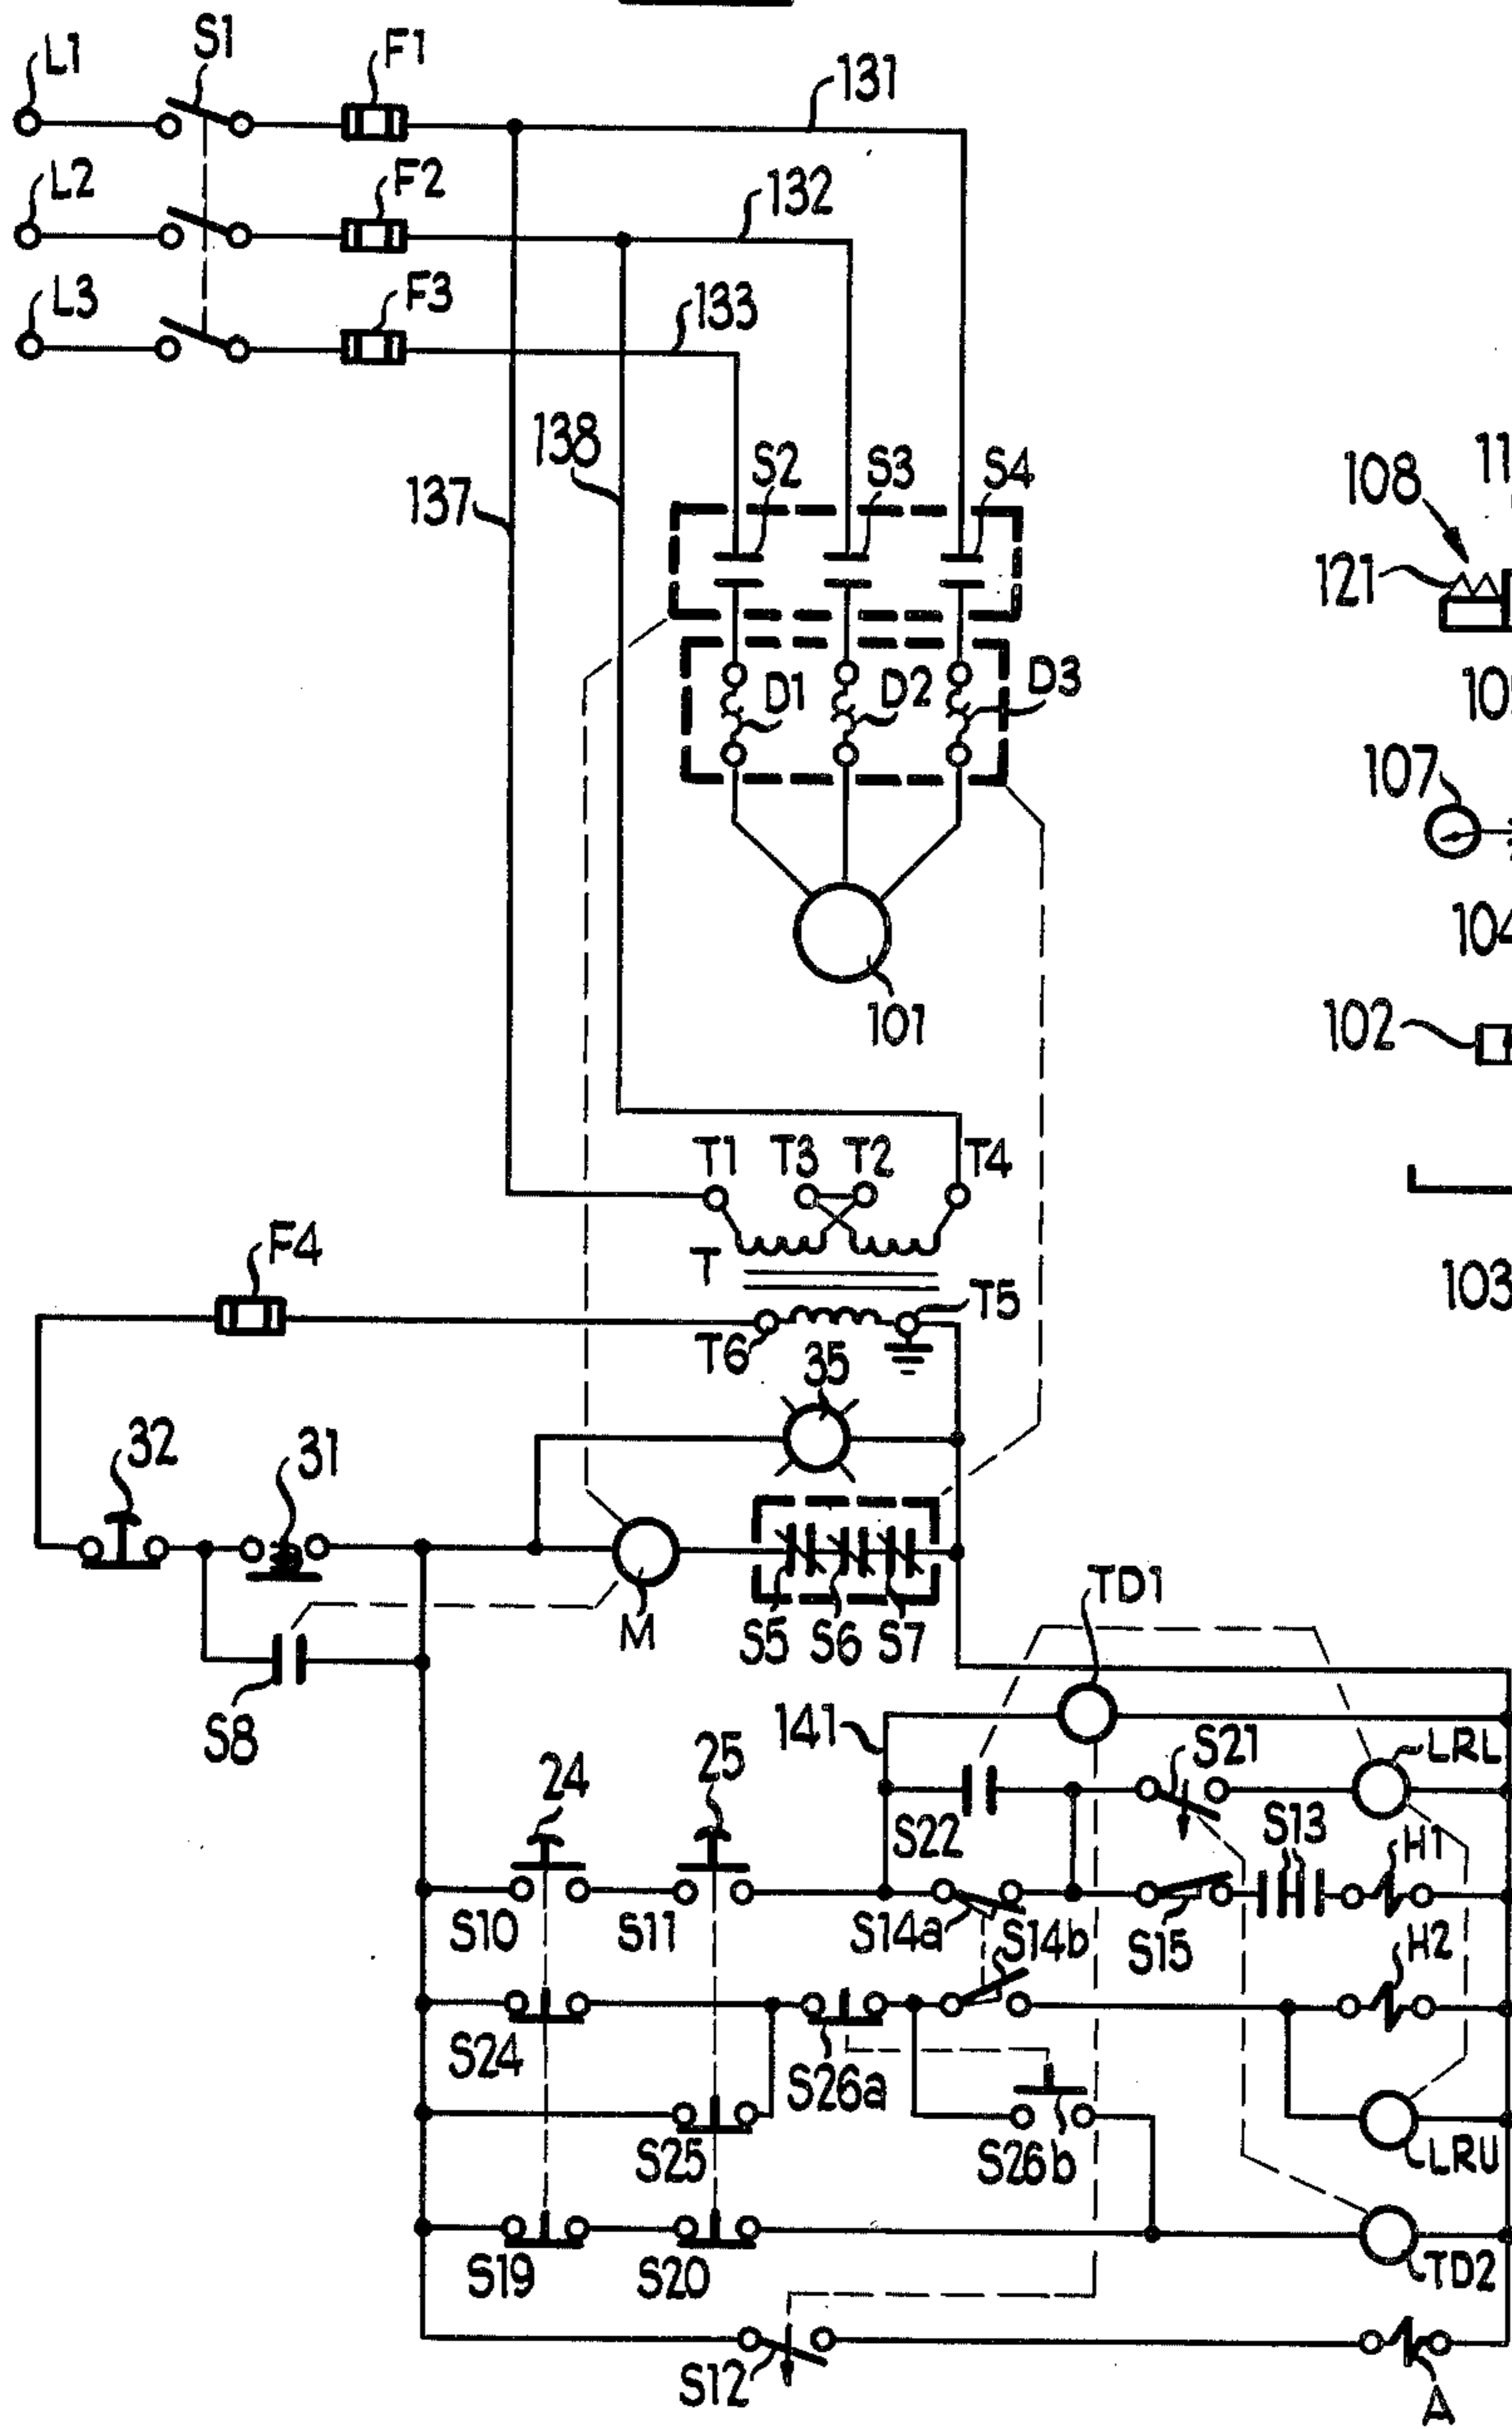 L1 S1 F1 131
L2 F2 132
L3 F3 133
137 138 S2 S3 S4
D1 D2 D3
101
T1 T3 T2 T4
F4 T
T6 35 T5
32 31
M S5 S6 S7 TD1
S8
141 S21 LRL
24 25 S22 S13 H1
S10 S11 S14a S14b S15 H2
S24 S26a
S25 S26b LRU
S19 S20 TD2
S12 A
108
121
107
102
103